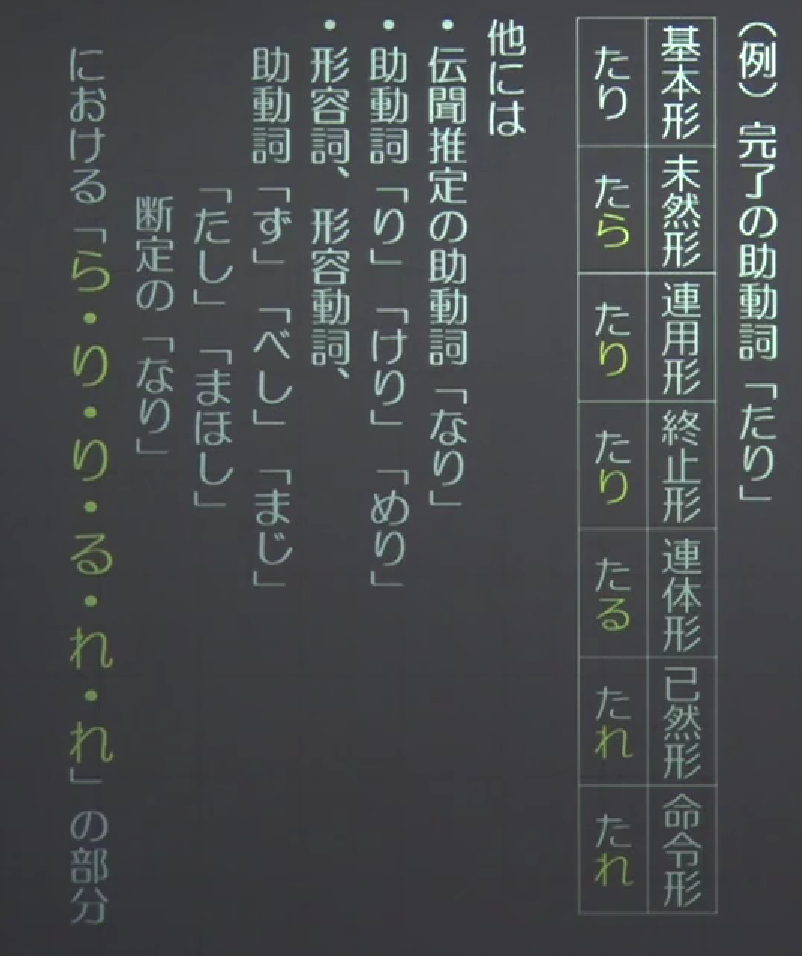 （例）完了の助動詞「たり」
基本形 未然形 連用形 終止形 連体形 已然形 命令形
たり たら たり たり たる たれ たれ
他には
・伝聞推定の助動詞「なり」
・助動詞「り」「けり」「めり」
・形容詞、形容動詞、
助動詞「ず」「べし」「まじ」
「たし」「まほし」
断定の「なり」
における「ら・り・り・る・れ・れ」の部分